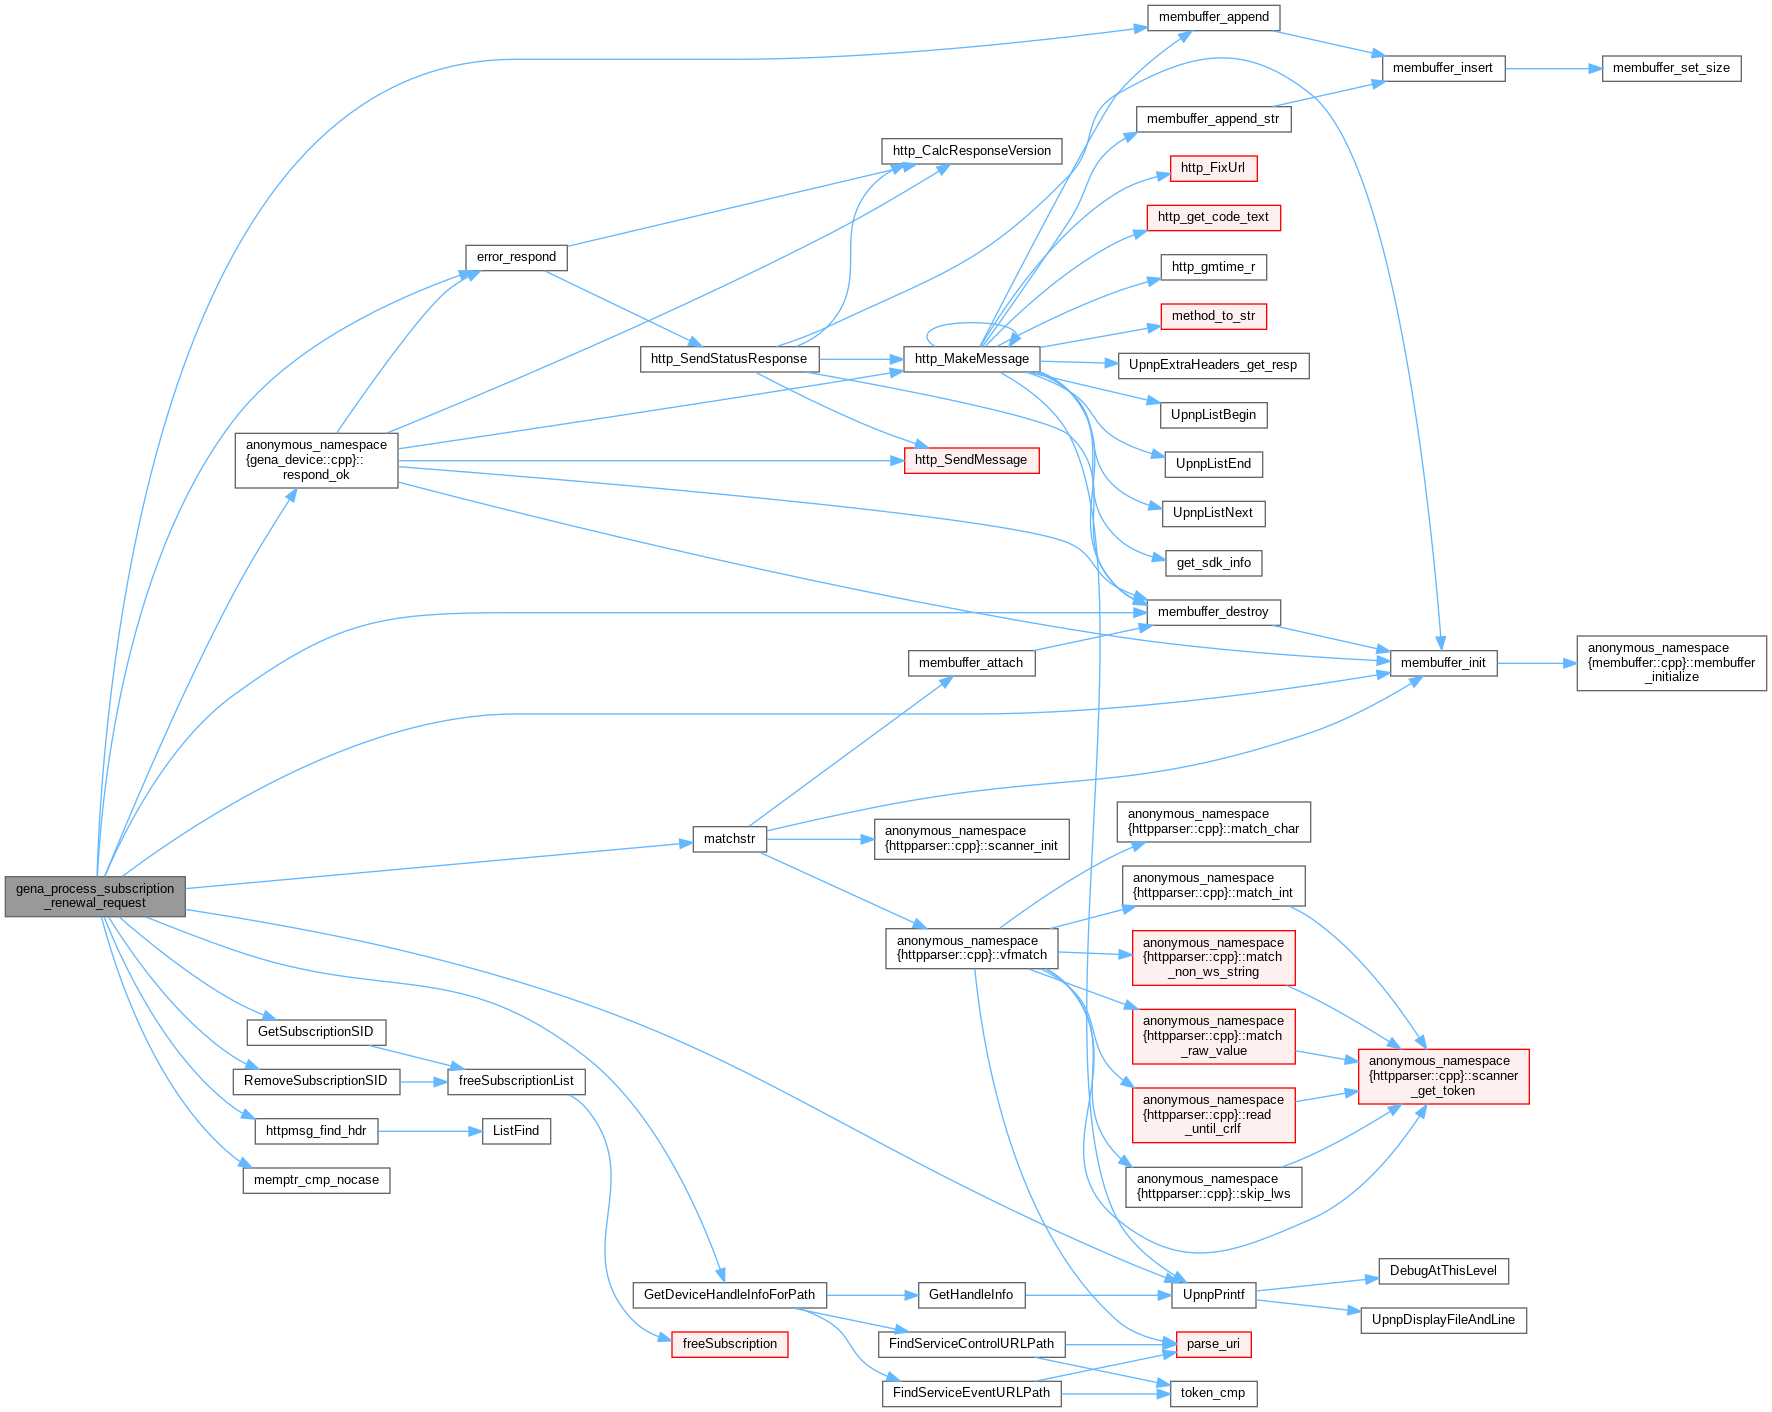 membuffer_append
membuffer_insert
membuffer_set_size
membuffer_append_str
http_CalcResponseVersion
http_FixUrl
http_get_code_text
error_respond
http_gmtime_r
method_to_str
http_SendStatusResponse
http_MakeMessage
UpnpExtraHeaders_get_resp
UpnpListBegin
anonymous_namespace
{gena_device::cpp}::
respond_ok
http_SendMessage
UpnpListEnd
UpnpListNext
get_sdk_info
membuffer_destroy
membuffer_attach
membuffer_init
anonymous_namespace
{membuffer::cpp}::membuffer
_initialize
matchstr
anonymous_namespace
{httpparser::cpp}::scanner_init
anonymous_namespace
{httpparser::cpp}::match_char
gena_process_subscription
_renewal_request
anonymous_namespace
{httpparser::cpp}::match_int
anonymous_namespace
{httpparser::cpp}::vfmatch
anonymous_namespace
{httpparser::cpp}::match
_non_ws_string
anonymous_namespace
{httpparser::cpp}::match
_raw_value
GetSubscriptionSID
RemoveSubscriptionSID
freeSubscriptionList
anonymous_namespace
{httpparser::cpp}::scanner
_get_token
anonymous_namespace
{httpparser::cpp}::read
_until_crlf
httpmsg_find_hdr
ListFind
memptr_cmp_nocase
anonymous_namespace
{httpparser::cpp}::skip_lws
GetDeviceHandleInfoForPath
GetHandleInfo
UpnpPrintf
DebugAtThisLevel
UpnpDisplayFileAndLine
freeSubscription
FindServiceControlURLPath
parse_uri
FindServiceEventURLPath
token_cmp